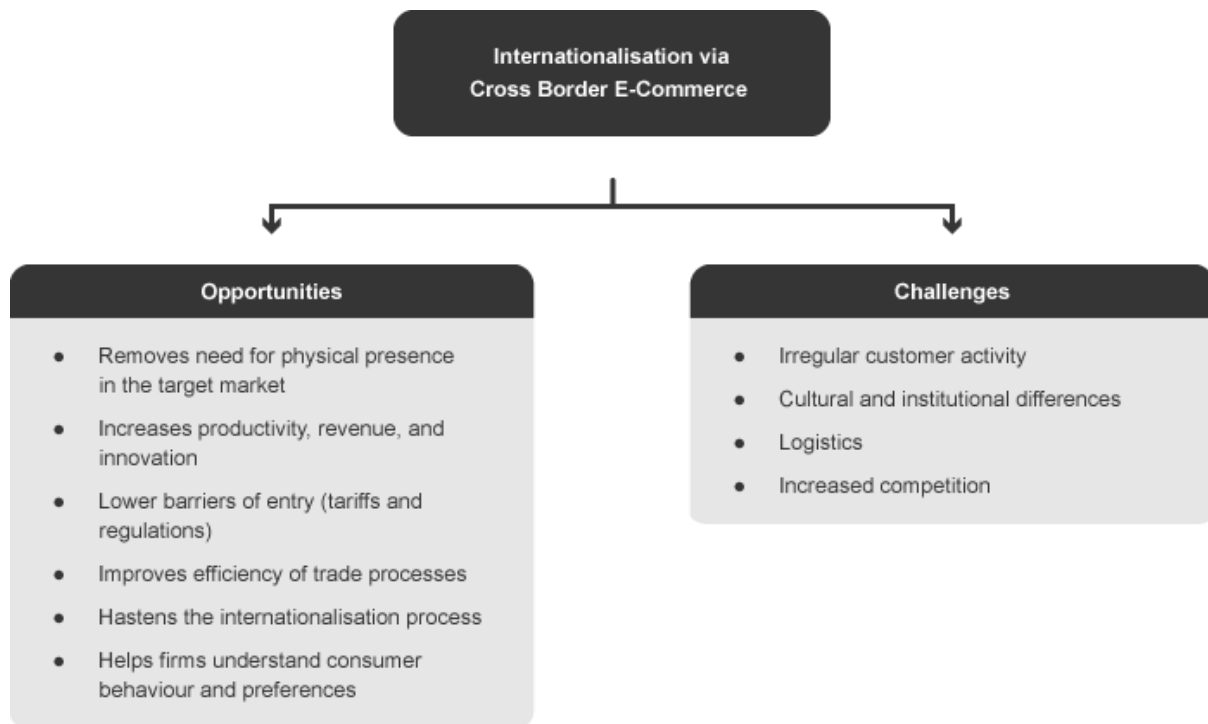 Internationalisation via
Cross Border E-Commerce
Opportunities
● Removes need for physical presence
in the target market
● Increases productivity, revenue, and
innovation
● Lower barriers of entry (tariffs and
regulations)
● Improves efficiency of trade processes
● Hastens the internationalisation process
● Helps firms understand consumer
behaviour and preferences
Challenges
● Irregular customer activity
● Cultural and institutional differences
● Logistics
● Increased competition